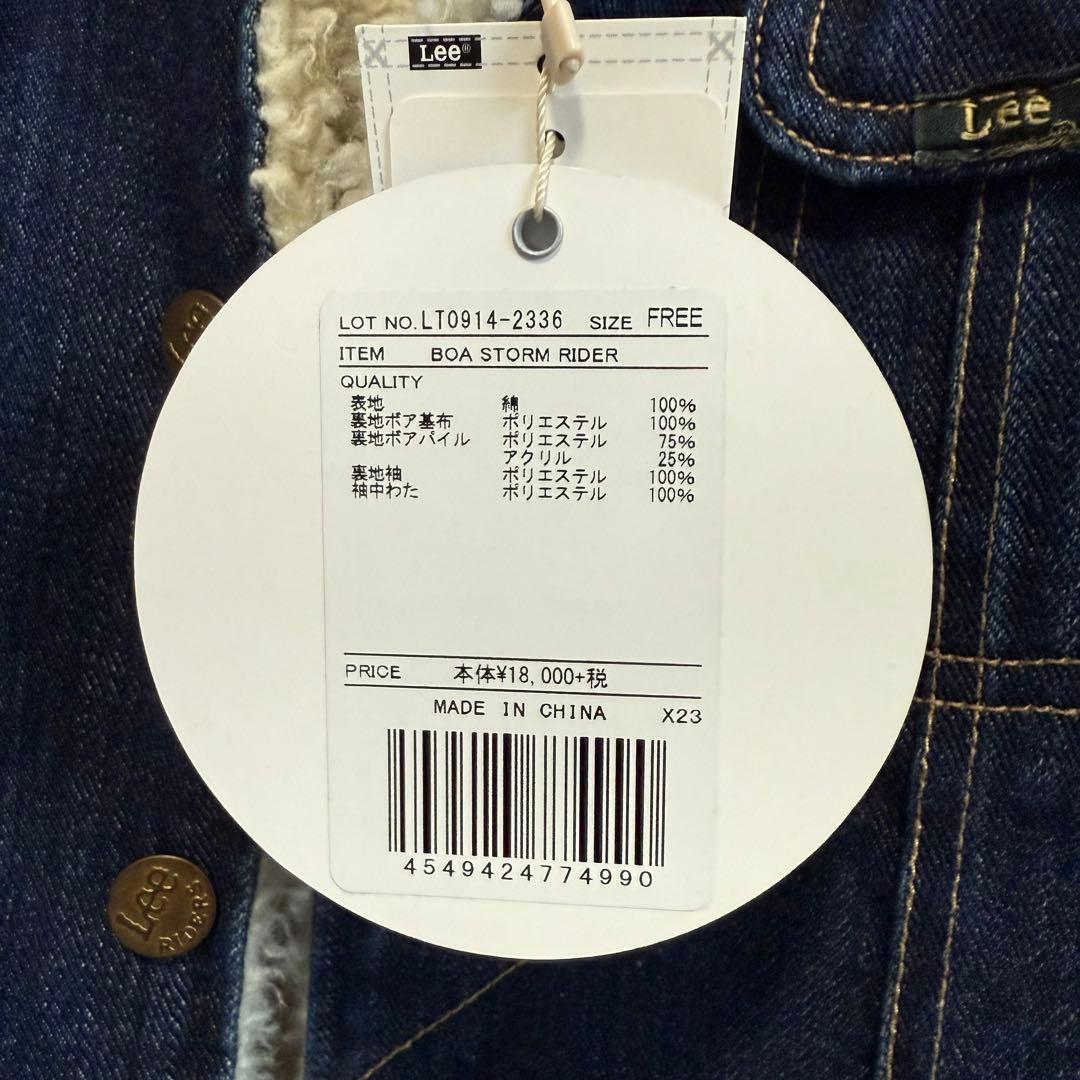 Lee®
Lee
LOT NO.LT0914-2336 SIZE FREE
ITEM BOA STORM RIDER
QUALITY
表地 綿 100%
裏地ボア基布 ポリエステル 100%
裏地ボアパイル ポリエステル 75%
アクリル 25%
裏地袖 ポリエステル 100%
袖中わた ポリエステル 100%
PRICE 本体¥18,000+税
MADE IN CHINA X23
4549424774990
Lee
Lee
RIDERS